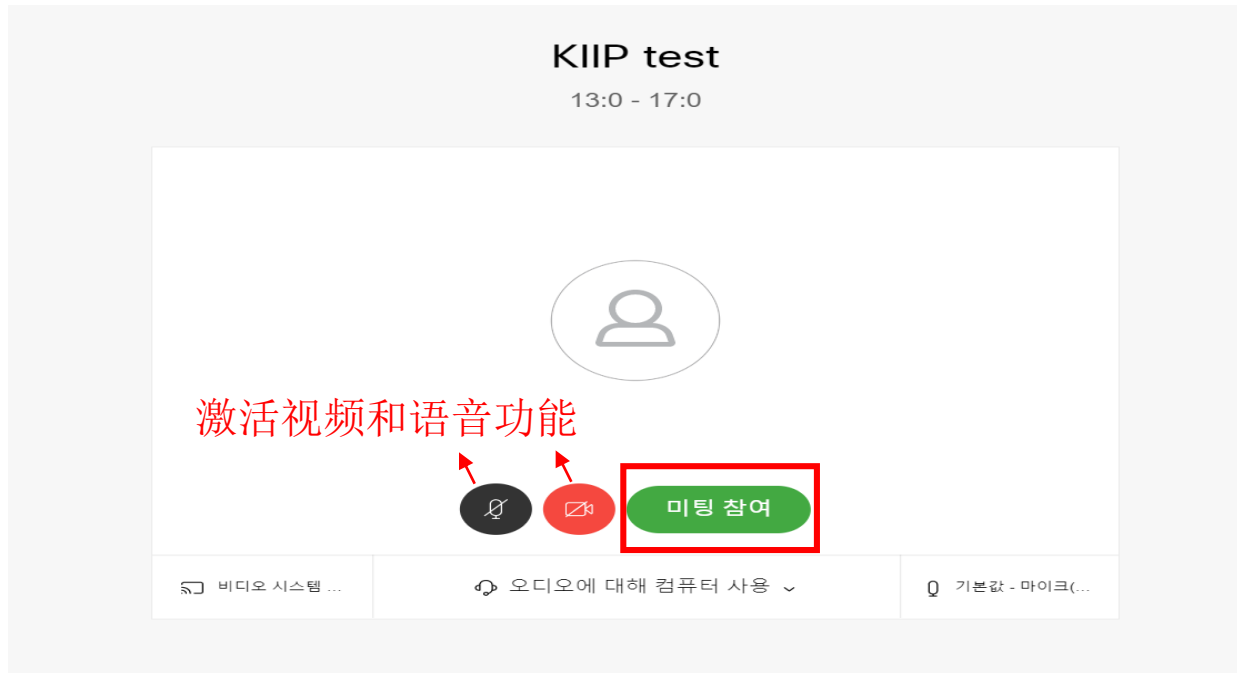 KIIP test
13:0 - 17:0
激活视频和语音功能
미팅 참여
비디오 시스템 ...
오디오에 대해 컴퓨터 사용
기본값 - 마이크(...